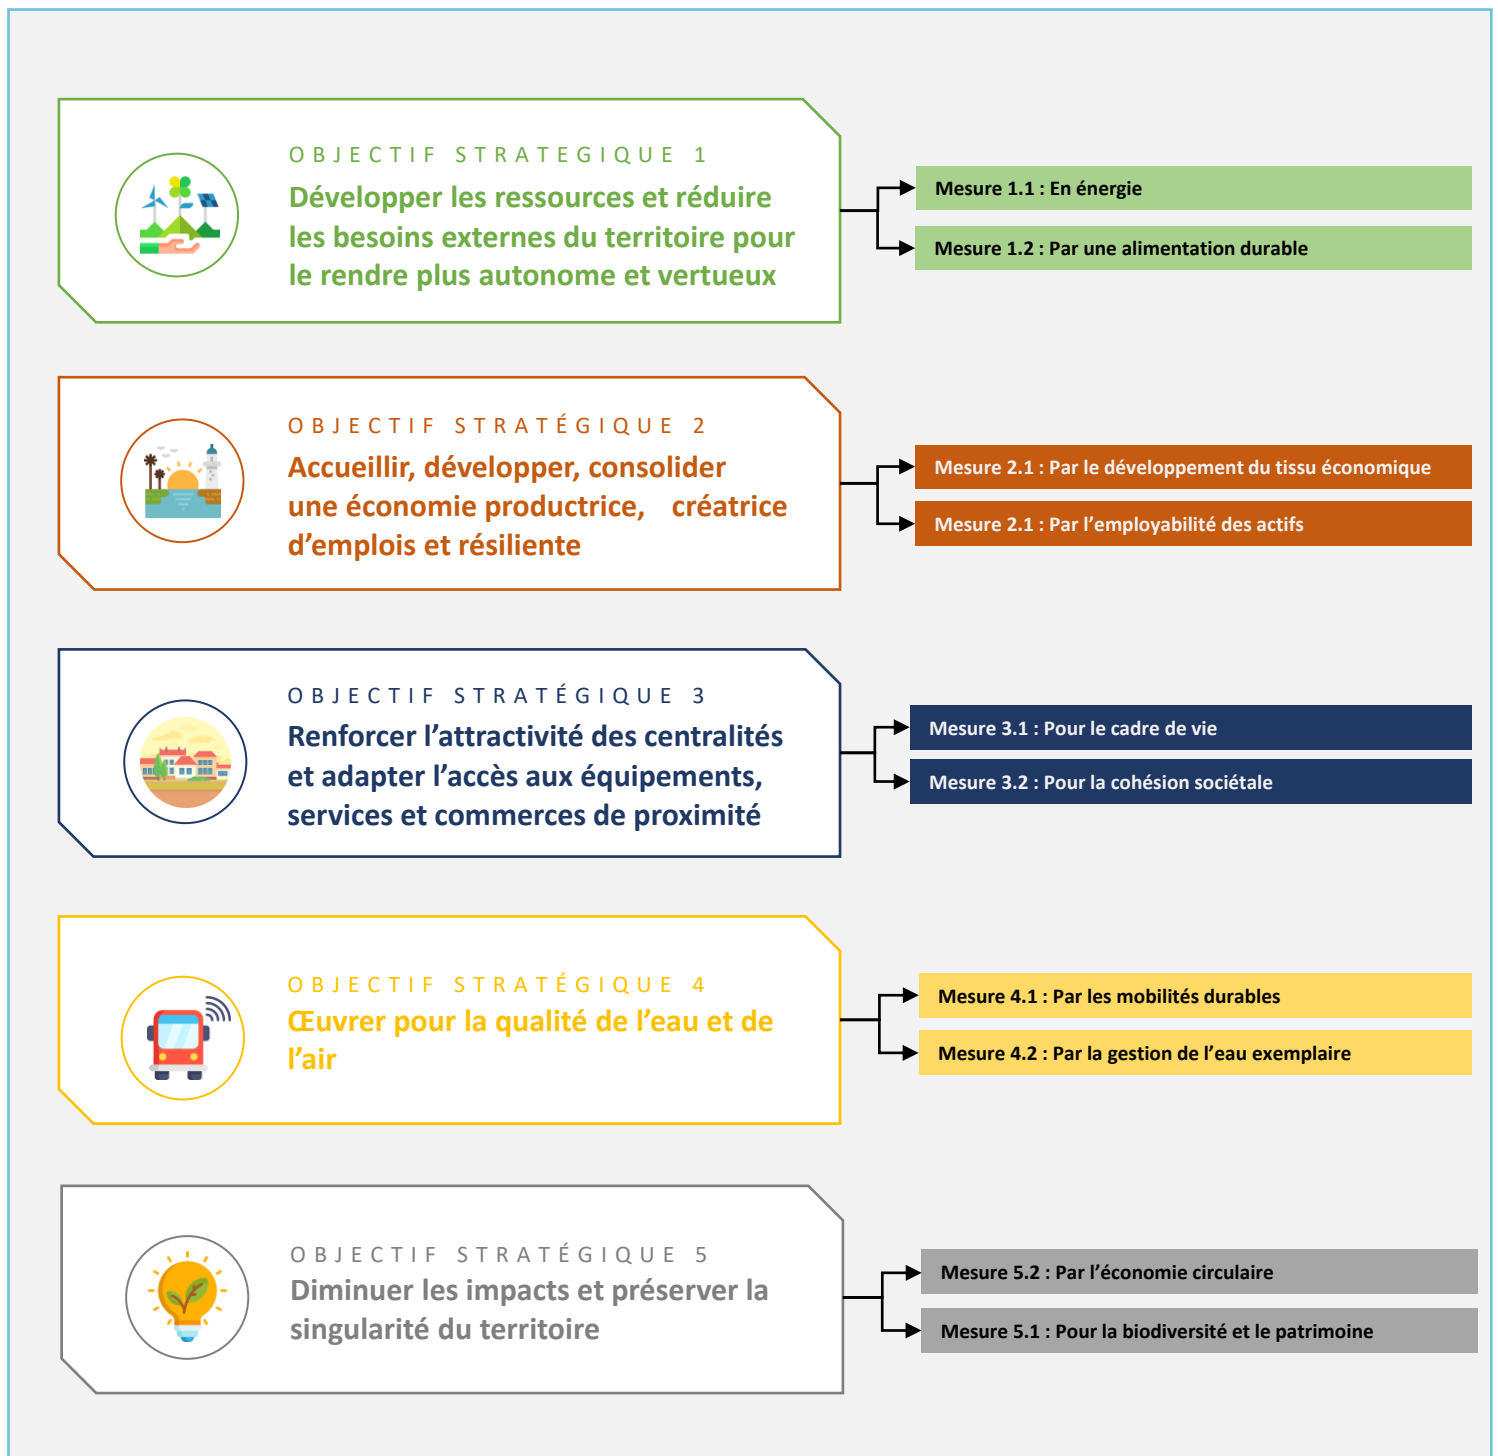 OBJECTIF STRATEGIQUE 1
Développer les ressources et réduire
les besoins externes du territoire pour
le rendre plus autonome et vertueux
Mesure 1.1 : En énergie
Mesure 1.2 : Par une alimentation durable
OBJECTIF STRATÉGIQUE 2
Accueillir, développer, consolider
une économie productrice, créatrice
d’emplois et résiliente
Mesure 2.1 : Par le développement du tissu économique
Mesure 2.1 : Par l’employabilité des actifs
OBJECTIF STRATÉGIQUE 3
Renforcer l’attractivité des centralités
et adapter l’accès aux équipements,
services et commerces de proximité
Mesure 3.1 : Pour le cadre de vie
Mesure 3.2 : Pour la cohésion sociétale
OBJECTIF STRATÉGIQUE 4
Œuvrer pour la qualité de l’eau et de
l’air
Mesure 4.1 : Par les mobilités durables
Mesure 4.2 : Par la gestion de l’eau exemplaire
OBJECTIF STRATÉGIQUE 5
Diminuer les impacts et préserver la
singularité du territoire
Mesure 5.2 : Par l’économie circulaire
Mesure 5.1 : Pour la biodiversité et le patrimoine